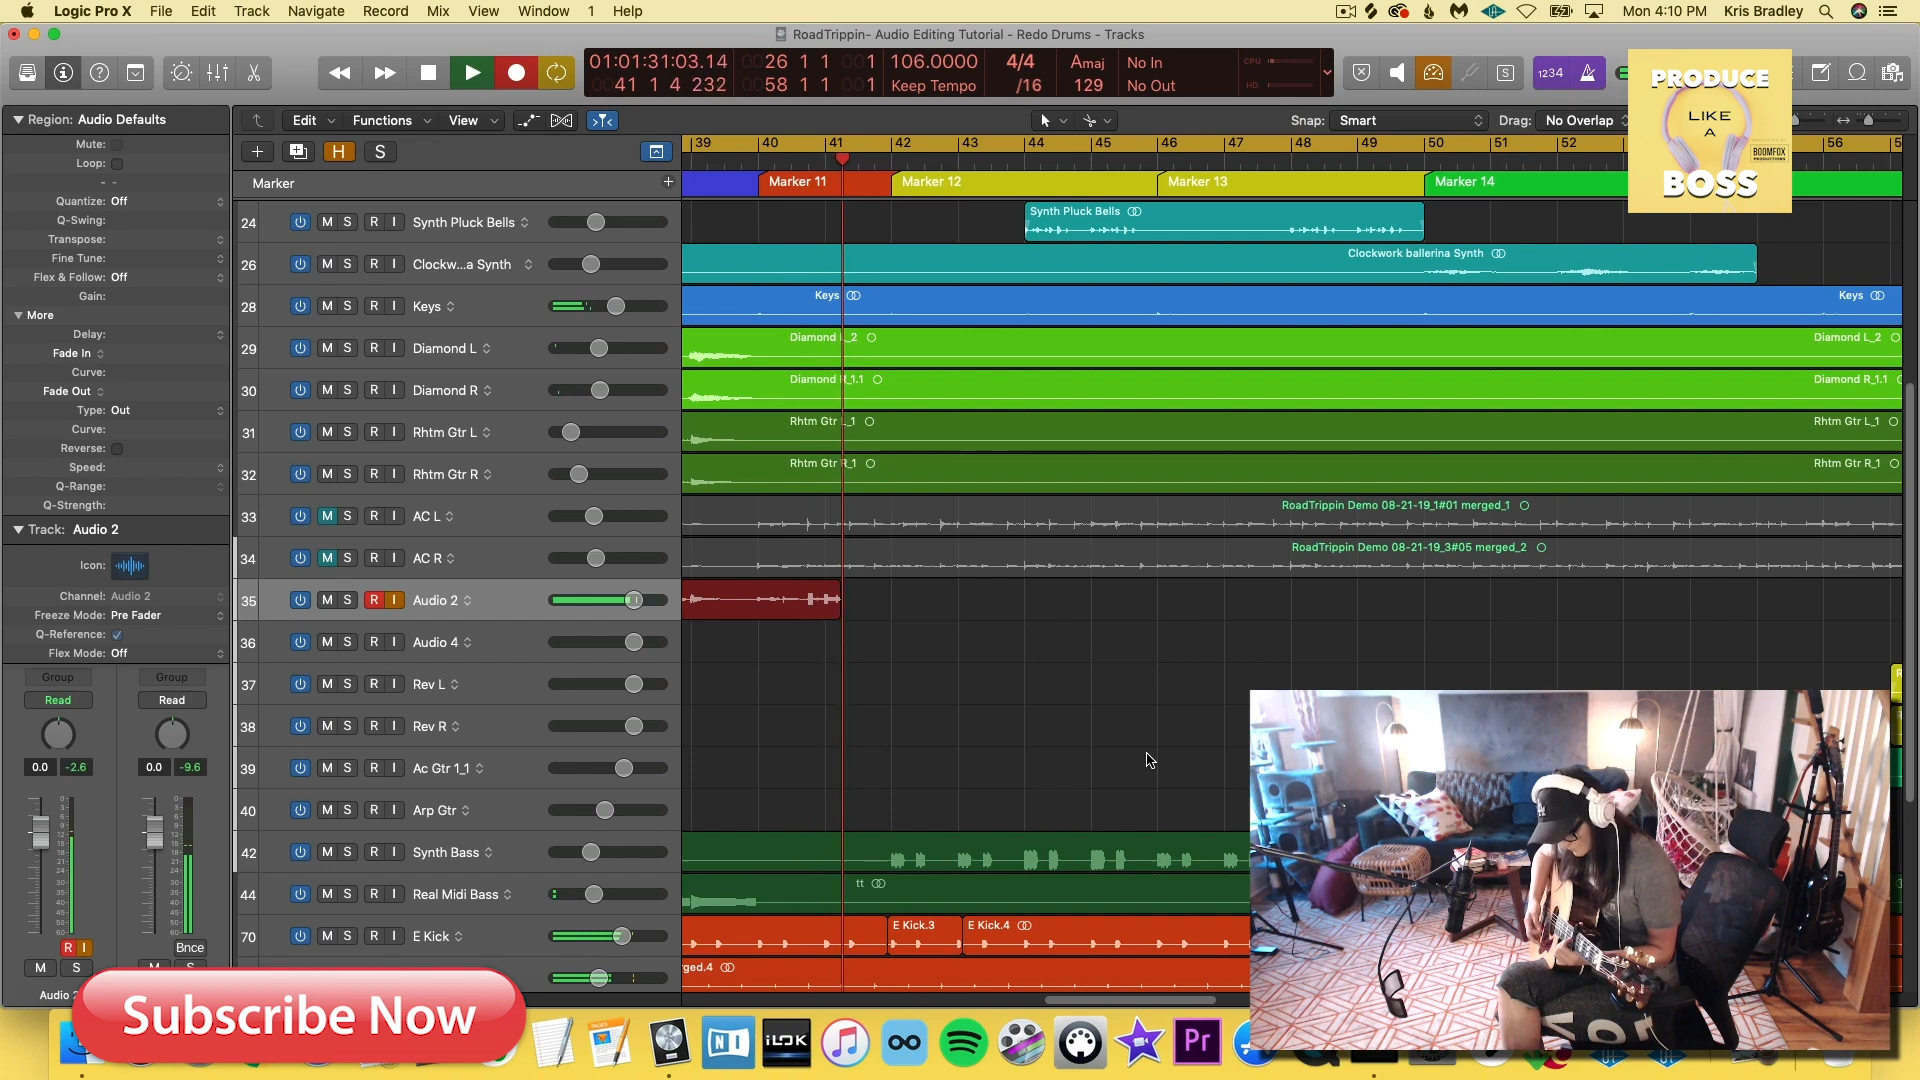 Logic Pro X File Edit Track Navigate Record Mix View Window 1 Help
Mon 4:10 PM Kris Bradley
RoadTrippin- Audio Editing Tutorial - Redo Drums - Tracks
01:01:31:03.14 0026 1 1 001 106.0000 4/4 Amaj No In
0041 1 4 232 0058 1 1 001 Keep Tempo /16 129 No Out
CPU
HD
1234
PRODUCE
LIKE
A
BOOMFOX
PRODUCTIONS
BOSS
Region: Audio Defaults
Mute:
Loop:
Quantize: Off
Q-Swing:
Transpose:
Fine Tune:
Flex & Follow: Off
Gain:
More
Delay:
Fade In
Curve:
Fade Out
Type: Out
Curve:
Reverse:
Speed:
Q-Range:
Q-Strength:
Track: Audio 2
Icon:
Channel: Audio 2
Freeze Mode: Pre Fader
Q-Reference:
Flex Mode: Off
Group Group
Read Read
0.0 -2.6 0.0 -9.6
R I Bnce
M S M S
Audio 2
Edit Functions View
Snap: Smart Drag: No Overlap
H S
39 40 41 42 43 44 45 46 47 48 49 50 51 52 56
Marker
Marker 11 Marker 12 Marker 13 Marker 14
24 M S R I Synth Pluck Bells
Synth Pluck Bells
26 M S R I Clockw...a Synth
Clockwork ballerina Synth
28 M S R I Keys
Keys Keys
29 M S R I Diamond L
Diamond L_2 Diamond L_2
30 M S R I Diamond R
Diamond R_1.1 Diamond R_1.1
31 M S R I Rhtm Gtr L
Rhtm Gtr L_1 Rhtm Gtr L_1
32 M S R I Rhtm Gtr R
Rhtm Gtr R_1 Rhtm Gtr R_1
33 M S R I AC L
RoadTrippin Demo 08-21-19_1#01 merged_1
34 M S R I AC R
RoadTrippin Demo 08-21-19_3#05 merged_2
35 M S R I Audio 2
36 M S R I Audio 4
37 M S R I Rev L
38 M S R I Rev R
39 M S R I Ac Gtr 1_1
40 M S R I Arp Gtr
42 M S R I Synth Bass
44 M S R I Real Midi Bass
tt
70 M S R I E Kick
E Kick.3 E Kick.4
ged.4
Subscribe Now
PAGES
iLOK
Pr